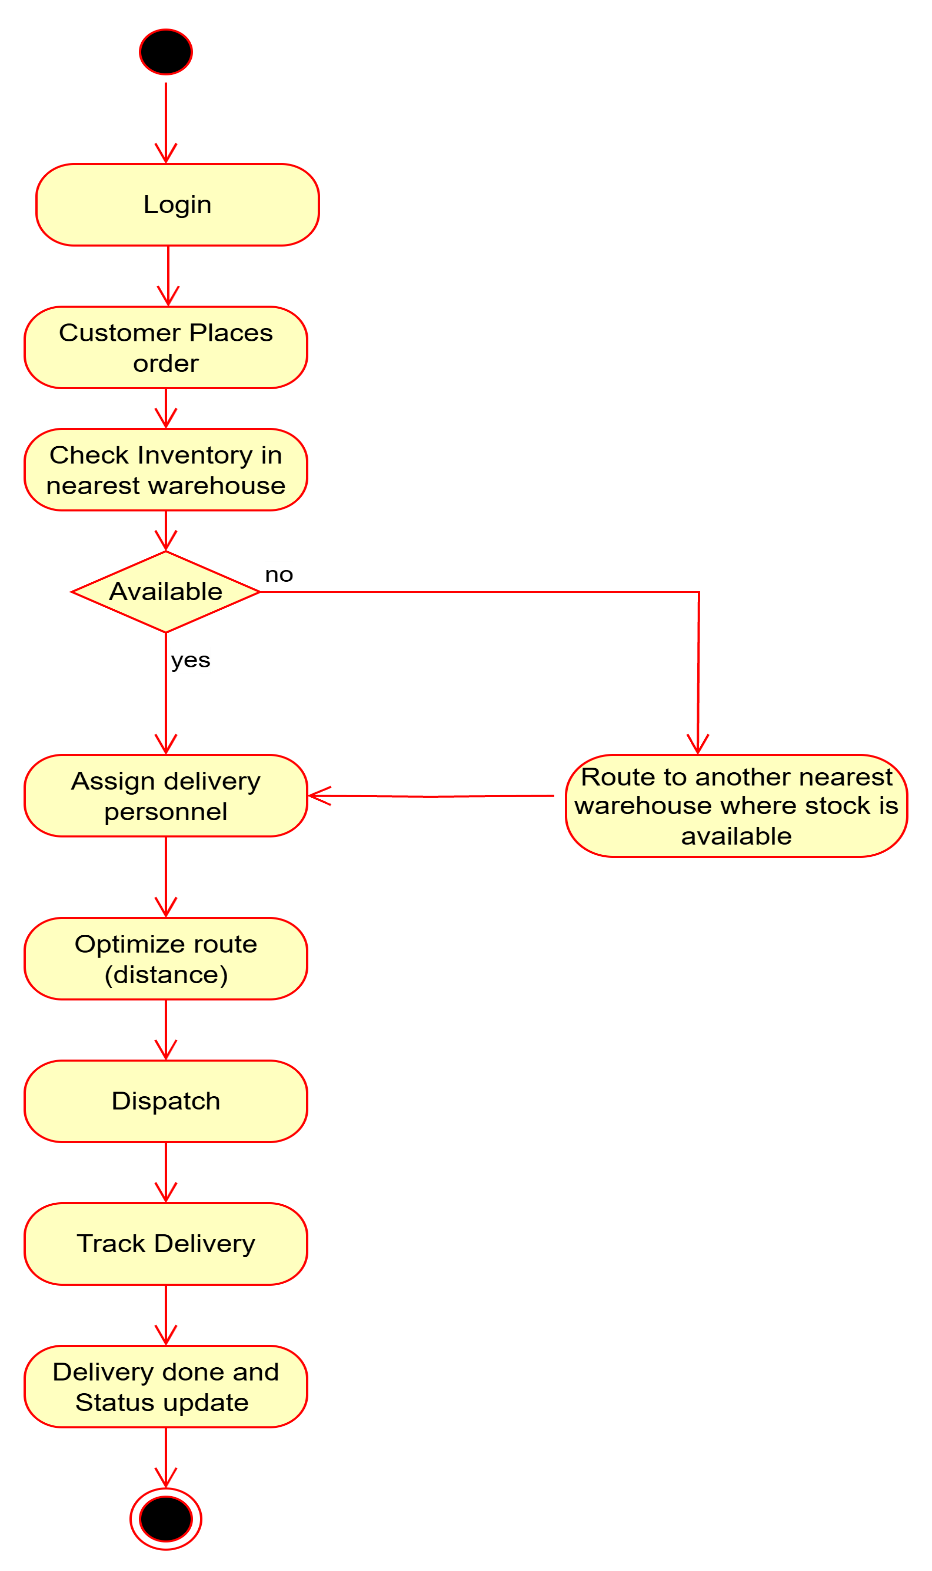 Login
Customer Places
order
Check Inventory in
nearest warehouse
Available
no
yes
Assign delivery
personnel
Route to another nearest
warehouse where stock is
available
Optimize route
(distance)
Dispatch
Track Delivery
Delivery done and
Status update